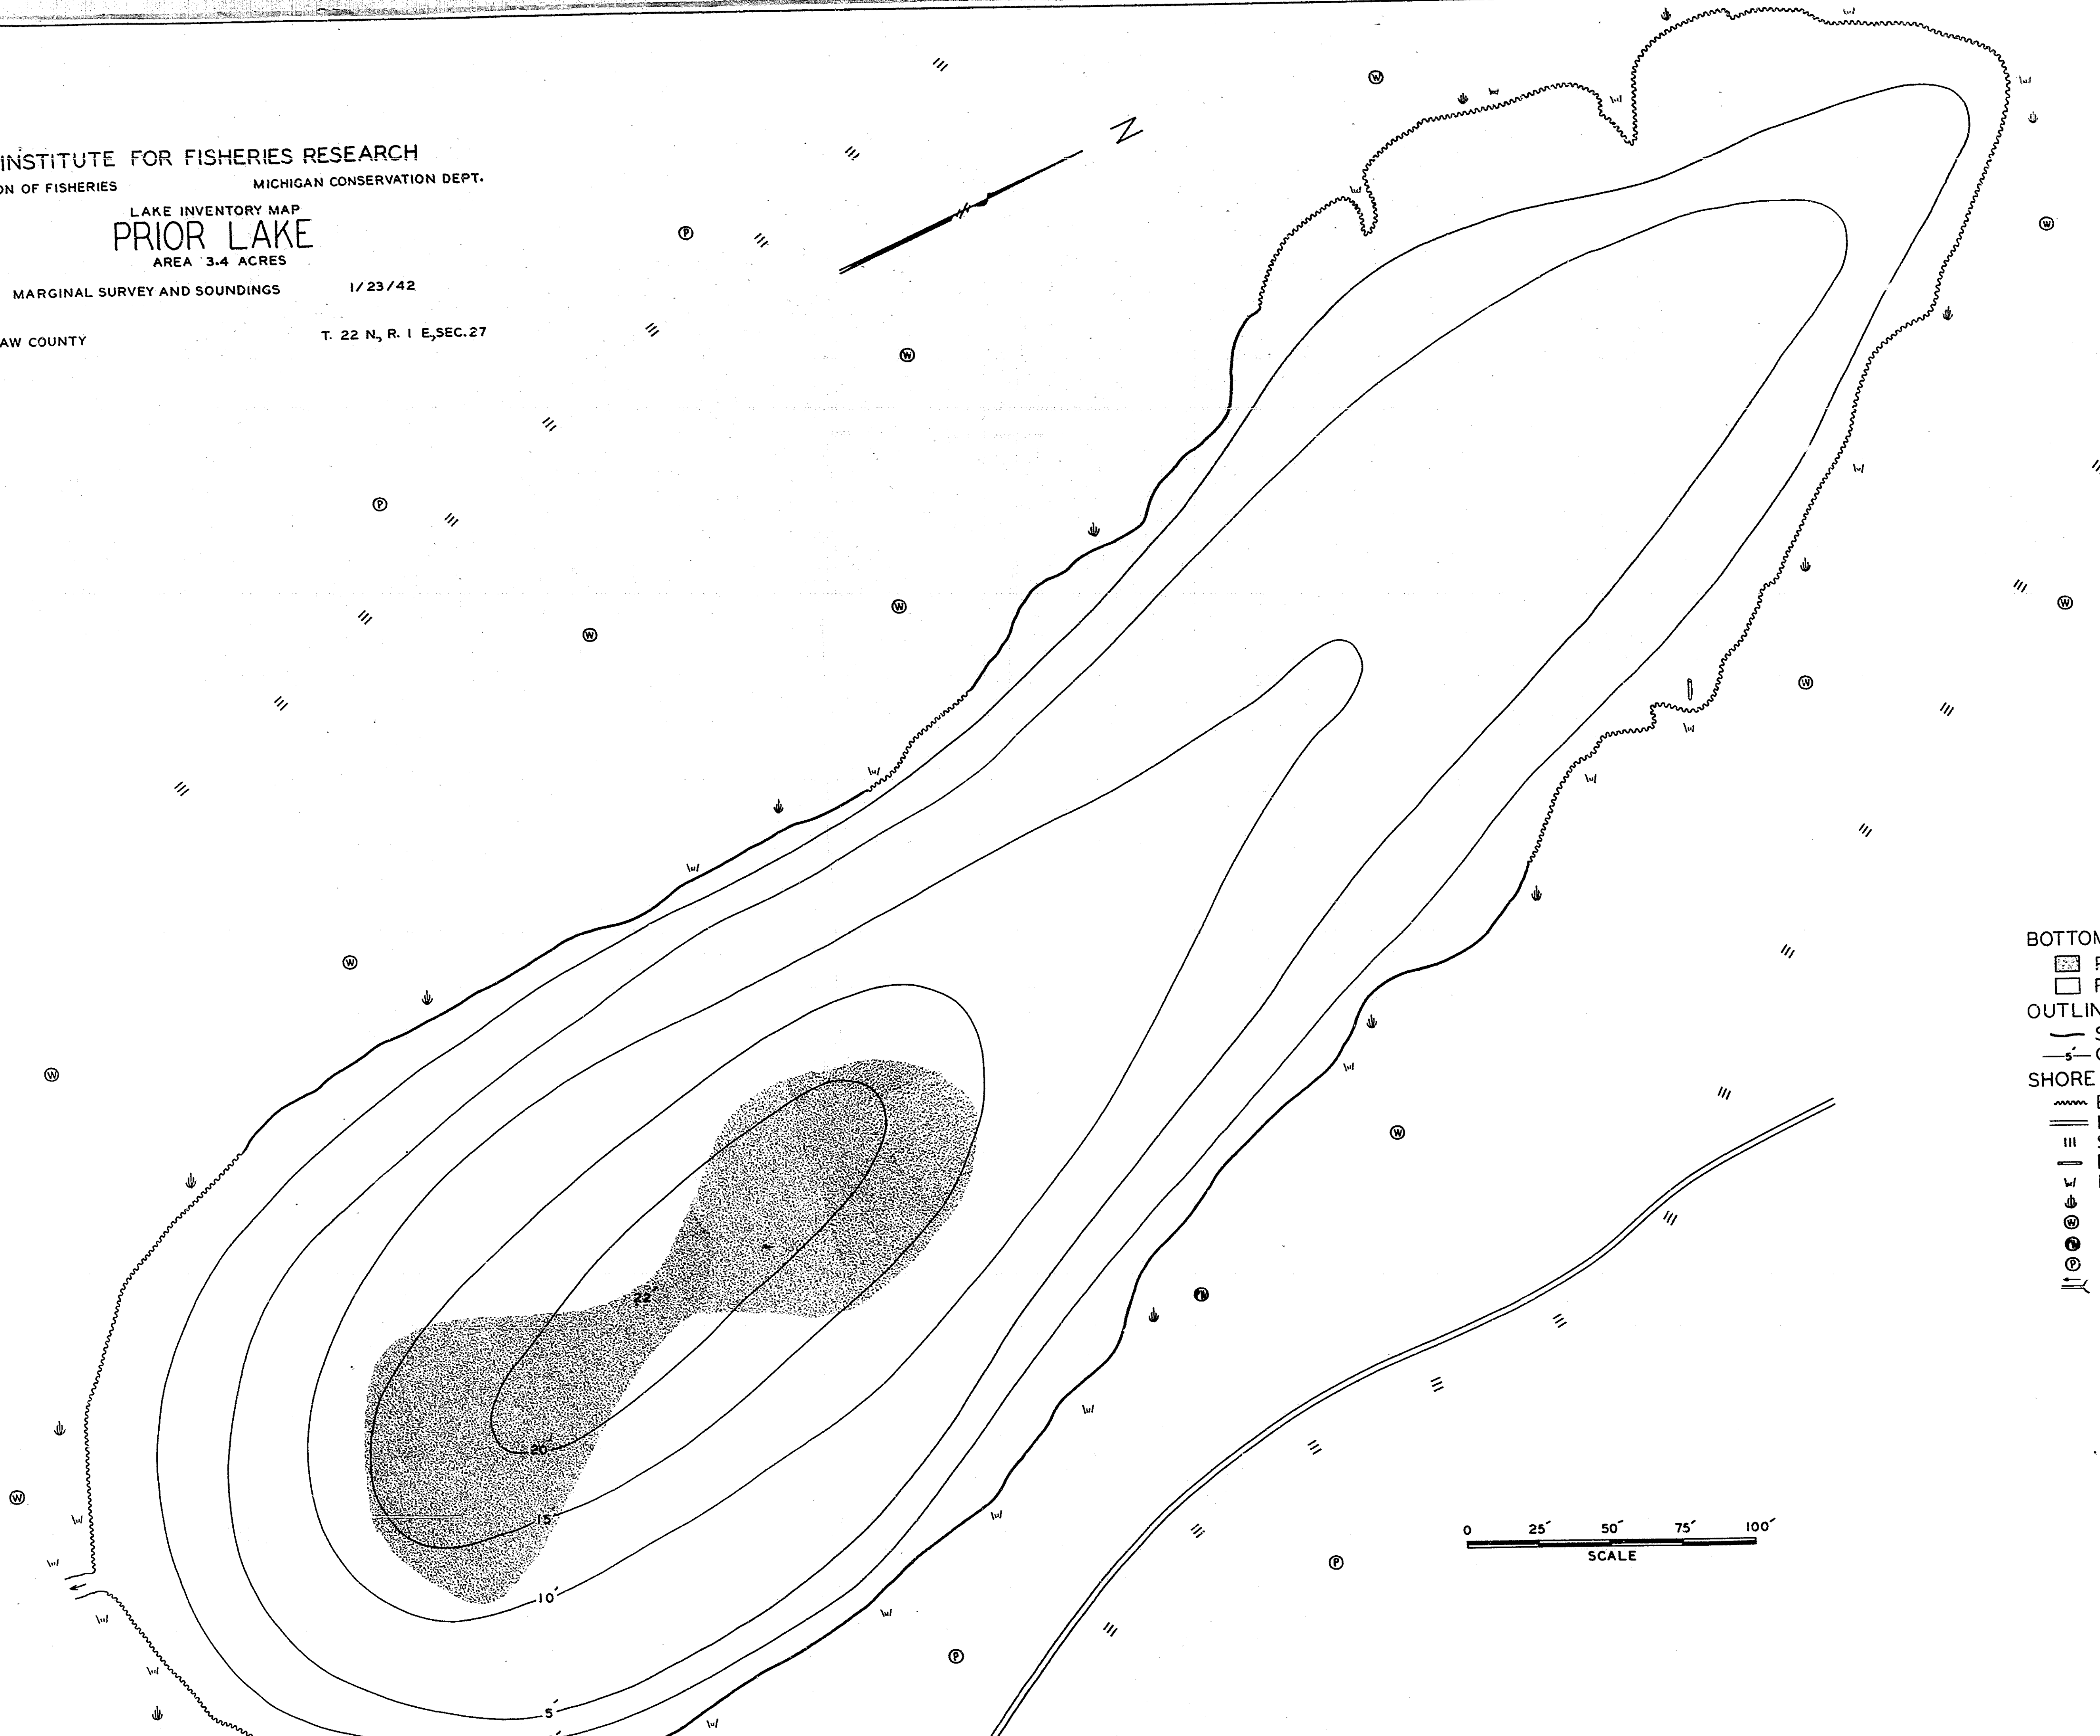 INSTITUTE FOR FISHERIES RESEARCH
ON OF FISHERIES MICHIGAN CONSERVATION DEPT.
LAKE INVENTORY MAP
PRIOR LAKE
AREA 3.4 ACRES
MARGINAL SURVEY AND SOUNDINGS 1/23/42
AW COUNTY T. 22 N., R. 1 E., SEC. 27
N
W
W
W
W
W
W
W
W
W
W
W
P
P
P
P
22´
20´
15´
10´
5´
BOTTOM
OUTLIN
5´
SHORE
W
P
0 25´ 50´ 75´ 100´
SCALE